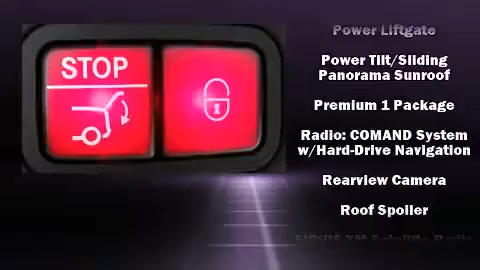 STOP
Power Liftgate
Power Tilt/Sliding
Panorama Sunroof
Premium 1 Package
Radio: COMAND System
w/Hard-Drive Navigation
Rearview Camera
Roof Spoiler